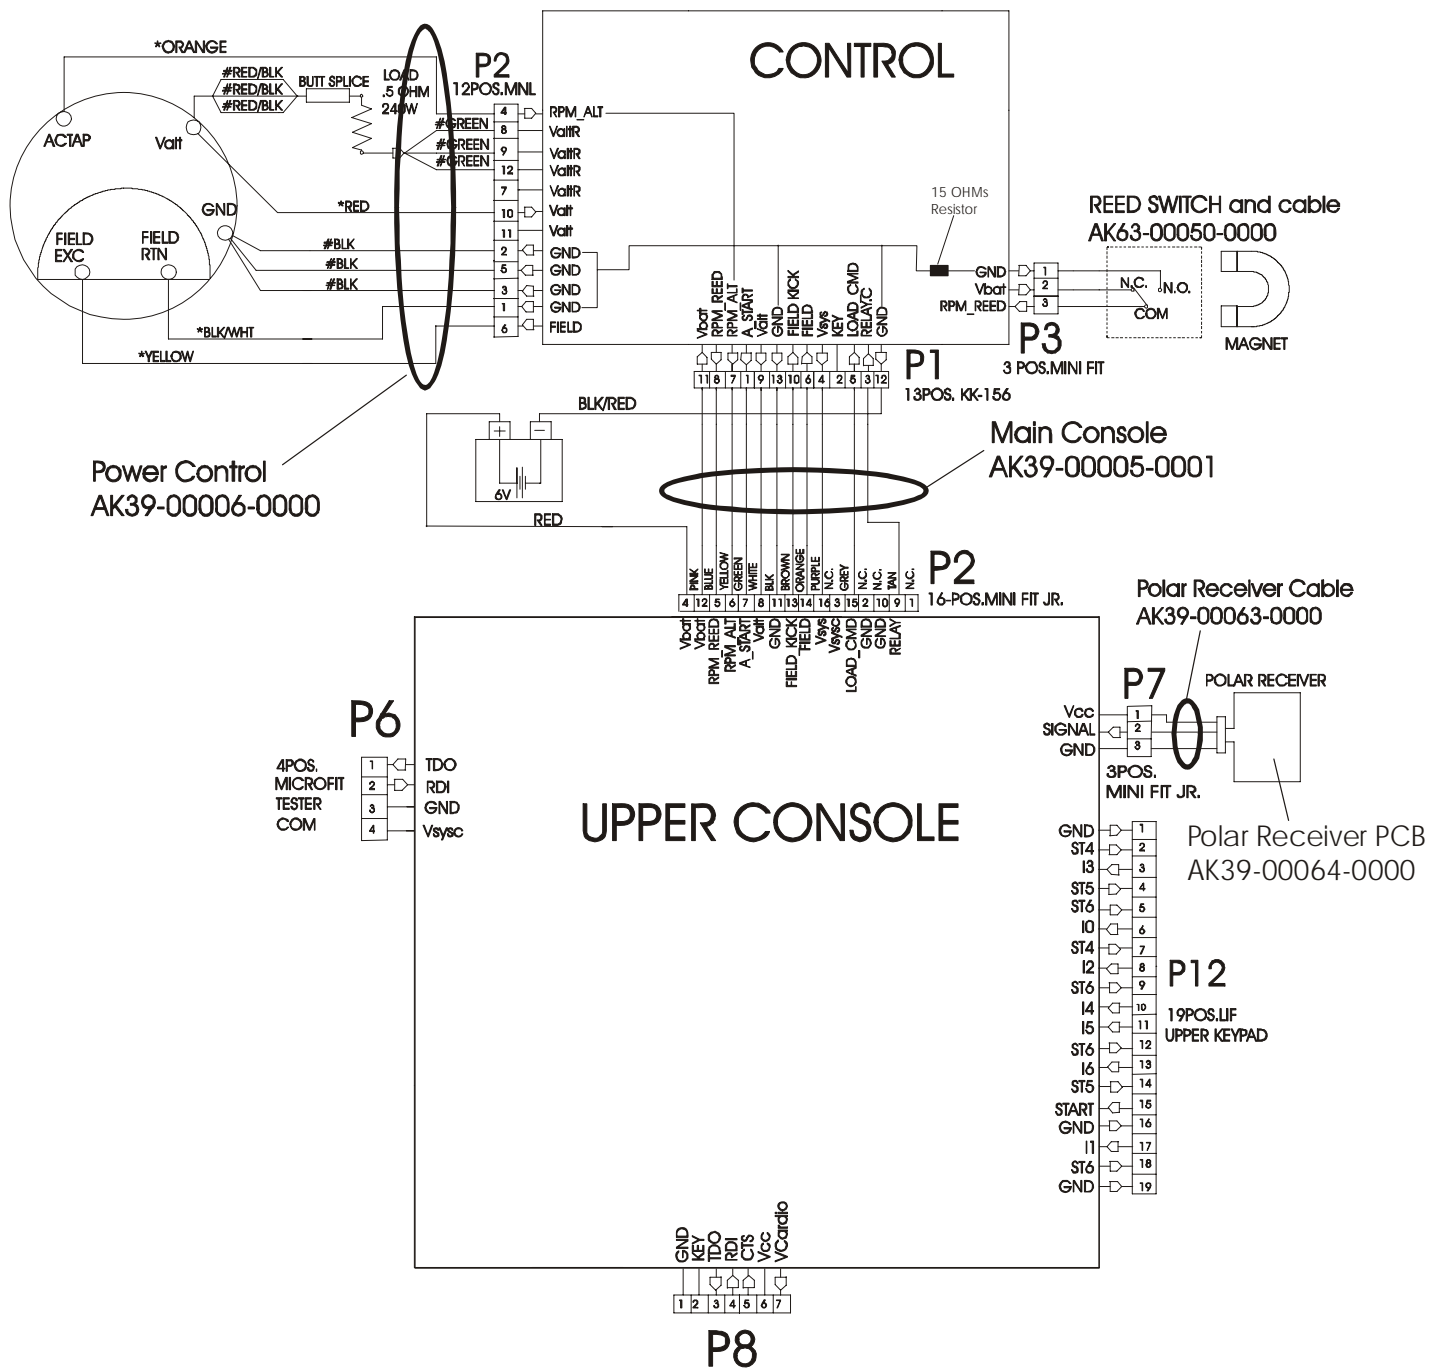 CONTROL
*ORANGE
#RED/BLK
#RED/BLK
#RED/BLK
BUTT SPLICE
LOAD
.5 OHM
240W
P2
12POS.MNL
ACTAP
Valt
GND
FIELD
EXC
FIELD
RTN
#GREEN
#GREEN
#GREEN
*RED
#BLK
#BLK
#BLK
*BLK/WHT
*YELLOW
4 RPM_ALT
8 ValtR
9 ValtR
12 ValtR
7 ValtR
10 Valt
11 Valt
2 GND
5 GND
3 GND
1 GND
6 FIELD
15 OHMs
Resistor
REED SWITCH and cable
AK63-00050-0000
GND 1
Vbat 2
RPM_REED 3
N.C.
N.O.
COM
MAGNET
P3
3 POS.MINI FIT
Vbat RPM_REED RPM_ALT A_START Valt GND FIELD_KICK FIELD Vsys KEY LOAD_CMD RELAY.C GND
11 8 7 1 9 13 10 6 4 2 5 3 12
P1
13POS. KK-156
BLK/RED
+ −
6V
RED
Power Control
AK39-00006-0000
Main Console
AK39-00005-0001
PINK BLUE YELLOW GREEN WHITE BLK BROWN ORANGE PURPLE N.C. GREY N.C. N.C. TAN N.C.
4 12 5 6 7 8 11 13 14 16 3 15 2 10 9 1
P2
16-POS.MINI FIT JR.
Vbat Vbat RPM_REED RPM_ALT A_START Valt GND FIELD_KICK FIELD Vsys Vsysc LOAD_CMD GND GND RELAY
Polar Receiver Cable
AK39-00063-0000
P7
POLAR RECEIVER
Vcc 1
SIGNAL 2
GND 3
3POS.
MINI FIT JR.
Polar Receiver PCB
AK39-00064-0000
P6
4POS.
MICROFIT
TESTER
COM
1 TDO
2 RDI
3 GND
4 Vsysc
UPPER CONSOLE
GND 1
ST4 2
I3 3
ST5 4
ST6 5
I0 6
ST4 7
I2 8
ST6 9
I4 10
I5 11
ST6 12
I6 13
ST5 14
START 15
GND 16
I1 17
ST6 18
GND 19
P12
19POS.LIF
UPPER KEYPAD
GND KEY TDO RDI CTS Vcc VCardio
1 2 3 4 5 6 7
P8